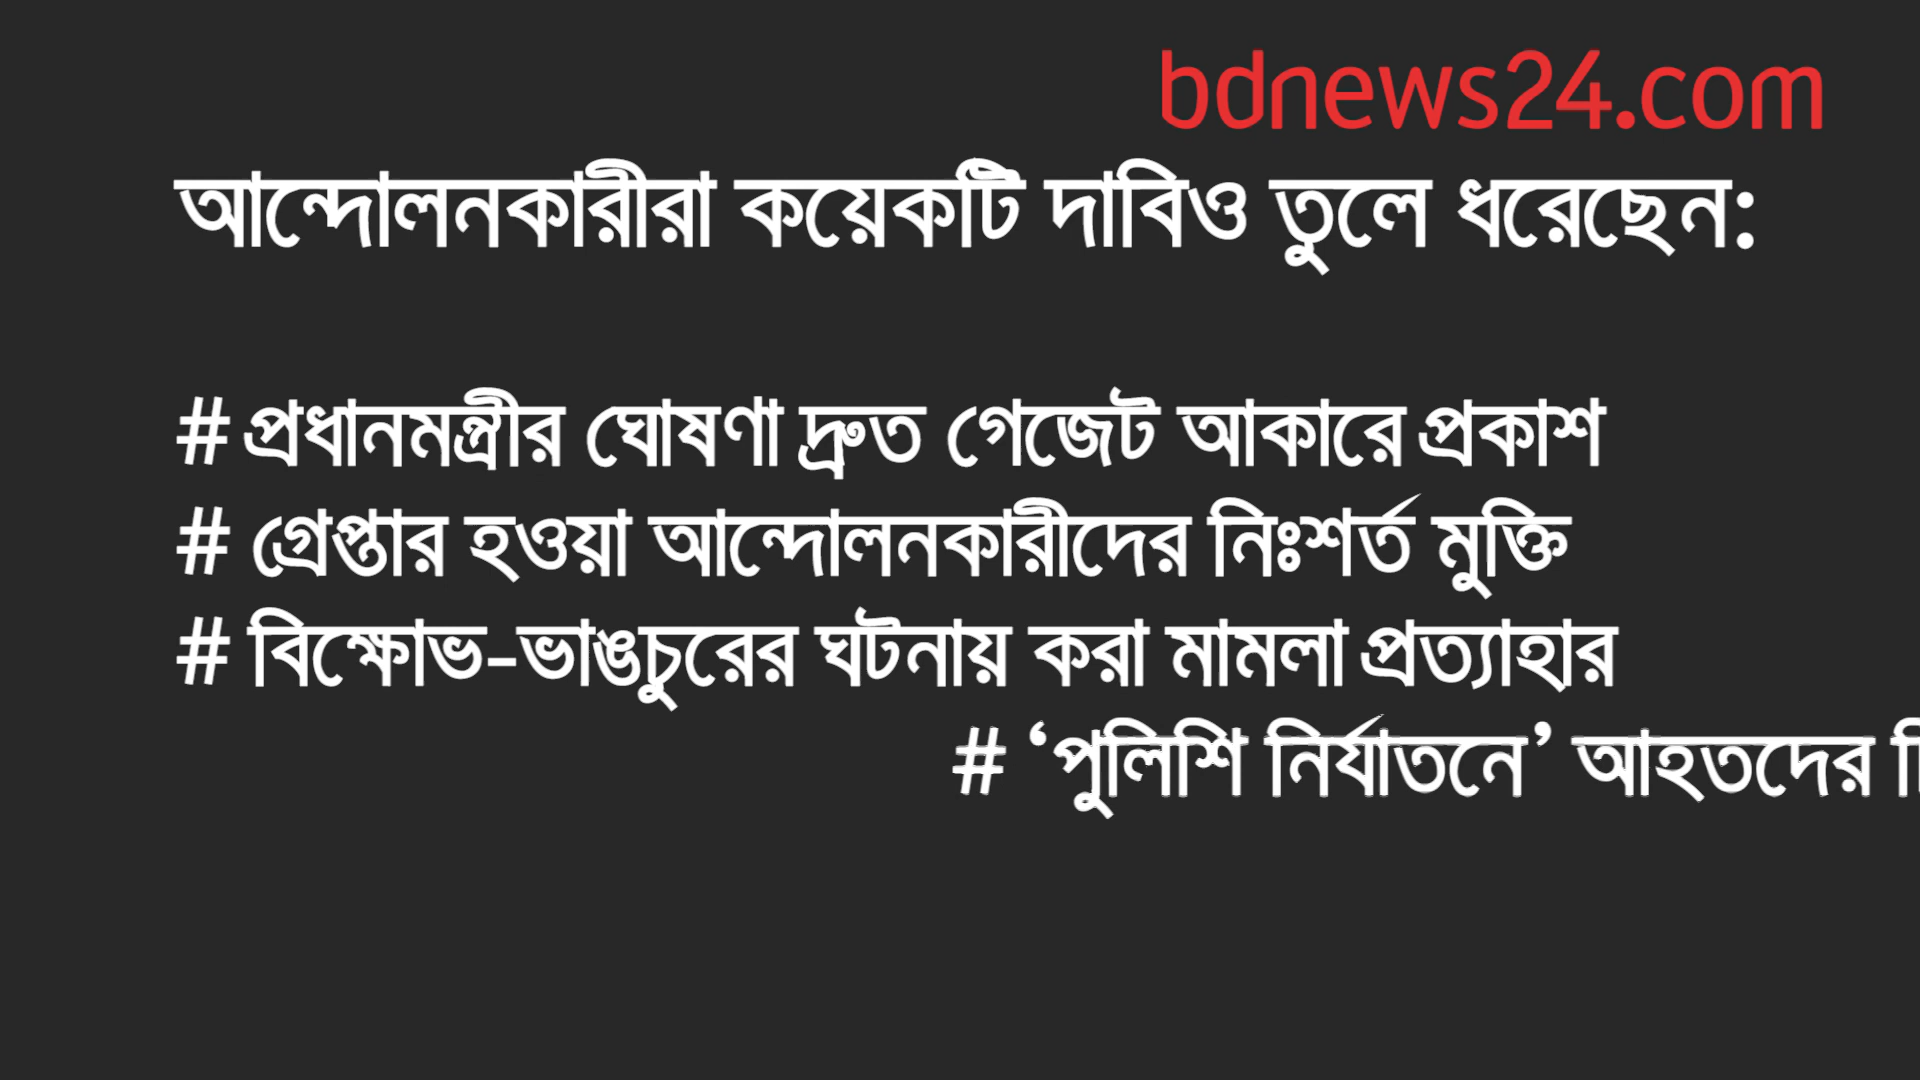 bdnews24.com
আন্দোলনকারীরা কয়েকটি দাবিও তুলে ধরেছেন:
# প্রধানমন্ত্রীর ঘোষণা দ্রুত গেজেট আকারে প্রকাশ
# গ্রেপ্তার হওয়া আন্দোলনকারীদের নিঃশর্ত মুক্তি
# বিক্ষোভ-ভাঙচুরের ঘটনায় করা মামলা প্রত্যাহার
# ‘পুলিশি নির্যাতনে’ আহতদের